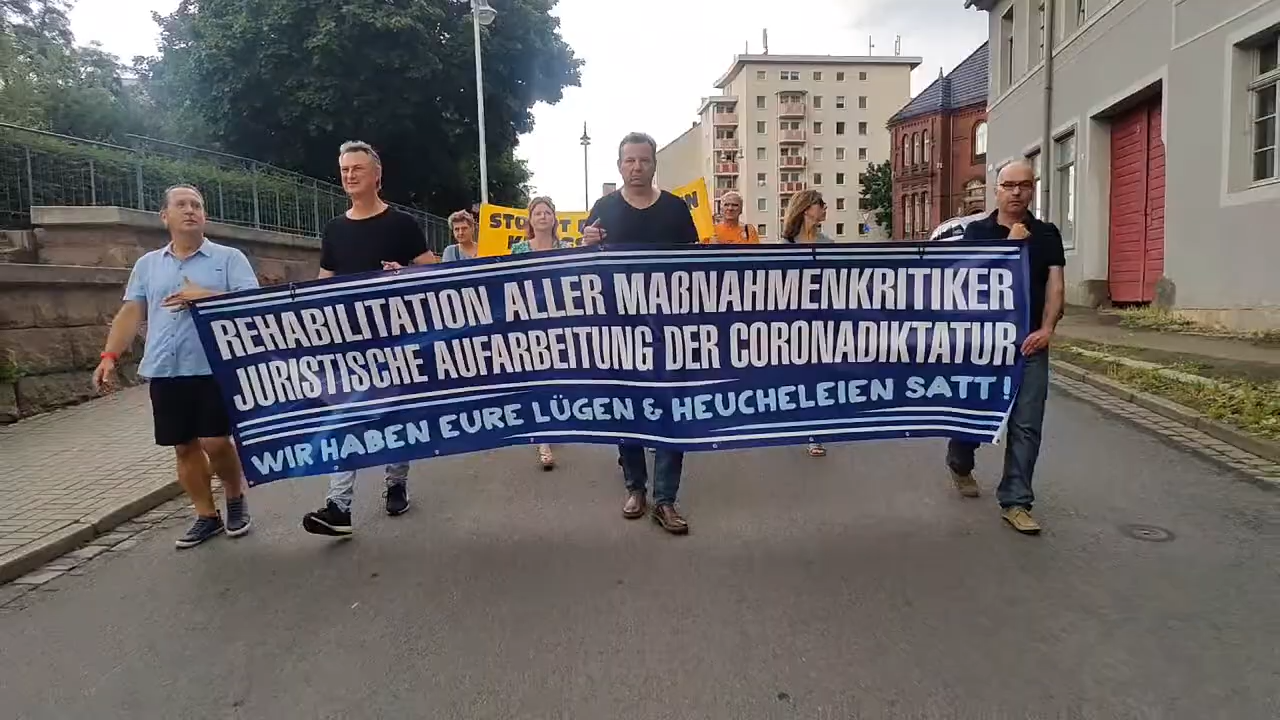 REHABILITATION ALLER MAßNAHMENKRITIKER
JURISTISCHE AUFARBEITUNG DER CORONADIKTATUR
WIR HABEN EURE LÜGEN & HEUCHELEIEN SATT!